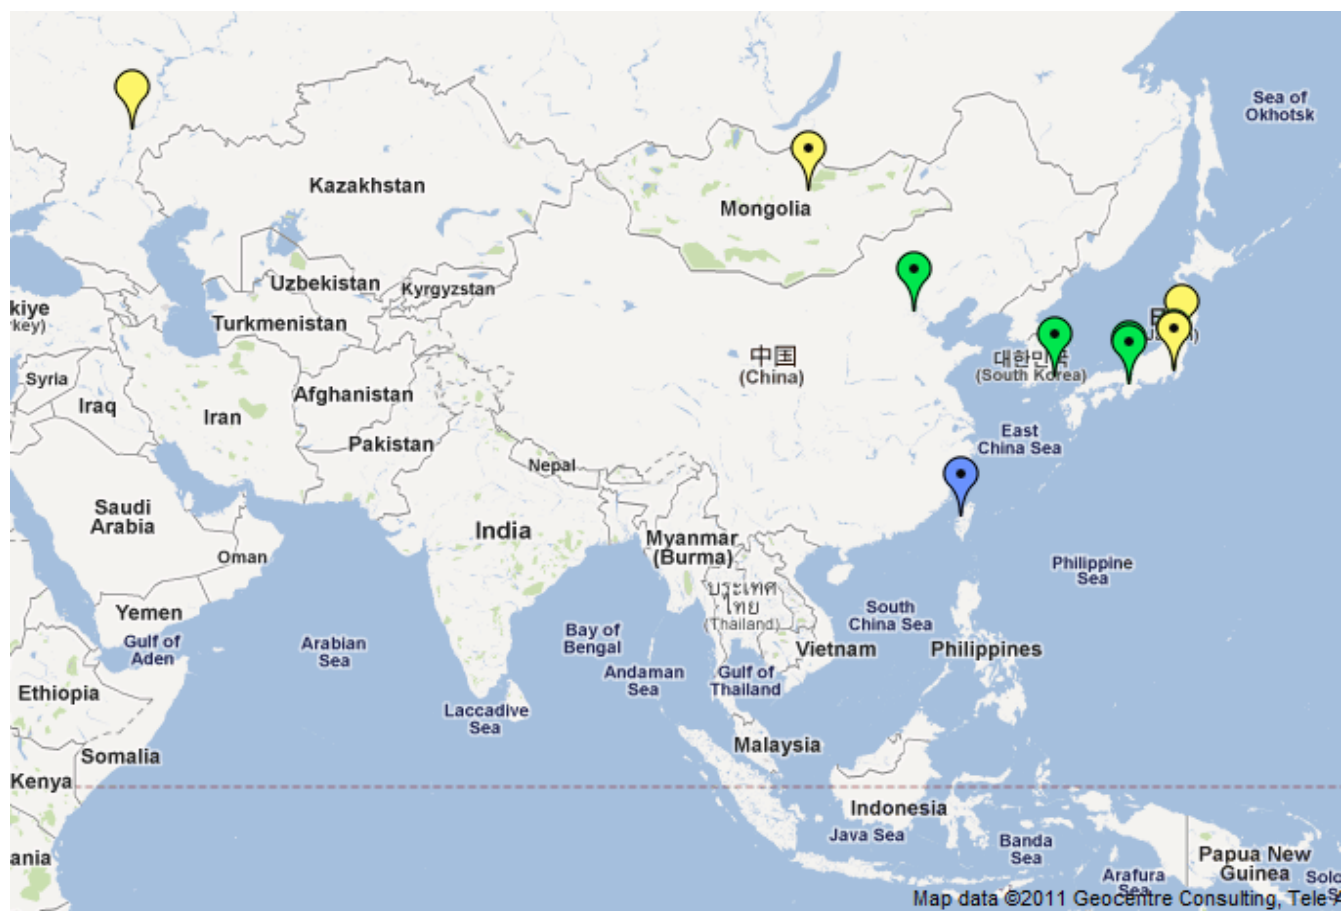 Sea of
Okhotsk
Kazakhstan
Mongolia
Uzbekistan
Kyrgyzstan
kiye
key)
Turkmenistan
中国
(China)
대한민국
(South Korea)
Syria
Afghanistan
Iraq
Iran
Pakistan
East
China Sea
Nepal
Saudi
Arabia
India
Myanmar
(Burma)
Oman
Philippine
Sea
ประเทศ
ไทย
(Thailand)
Yemen
South
China Sea
Gulf of
Aden
Arabian
Sea
Bay of
Bengal
Vietnam
Philippines
Andaman
Sea
Gulf of
Thailand
Ethiopia
Laccadive
Sea
Malaysia
Somalia
Kenya
Indonesia
Java Sea
Banda
Sea
ania
Papua New
Guinea
Arafura
Sea
Solo
Map data ©2011 Geocentre Consulting, Tele